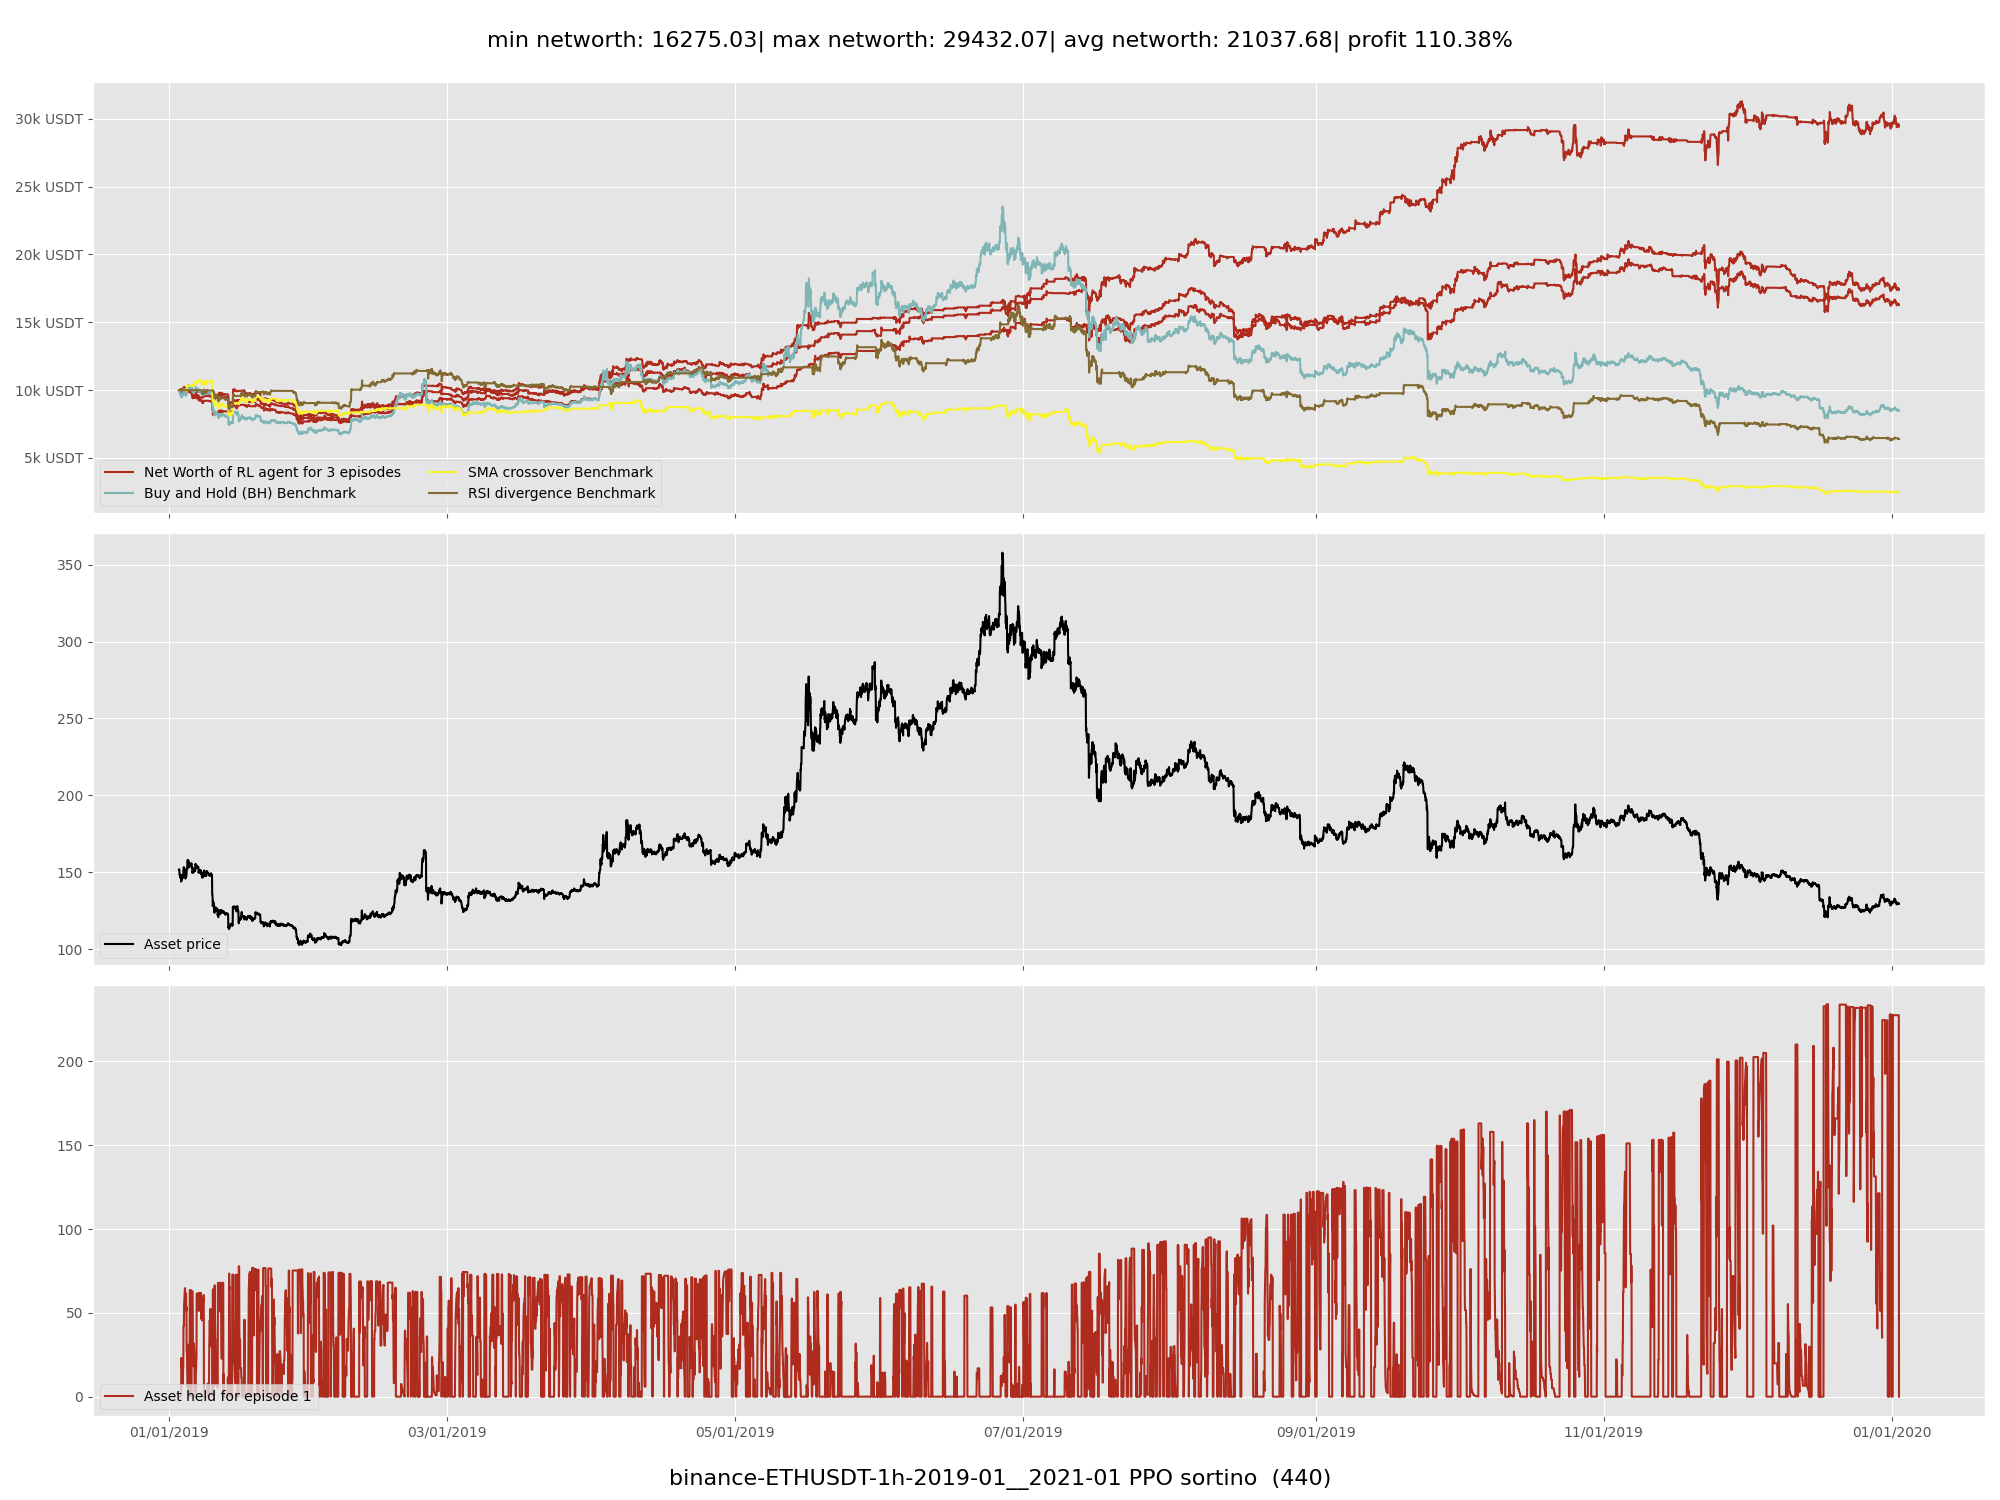 min networth: 16275.03| max networth: 29432.07| avg networth: 21037.68| profit 110.38%
30k USDT
25k USDT
20k USDT
15k USDT
10k USDT
5k USDT
Net Worth of RL agent for 3 episodes
Buy and Hold (BH) Benchmark
SMA crossover Benchmark
RSI divergence Benchmark
350
300
250
200
150
100
Asset price
200
150
100
50
0
Asset held for episode 1
01/01/2019
03/01/2019
05/01/2019
07/01/2019
09/01/2019
11/01/2019
01/01/2020
binance-ETHUSDT-1h-2019-01__2021-01 PPO sortino  (440)